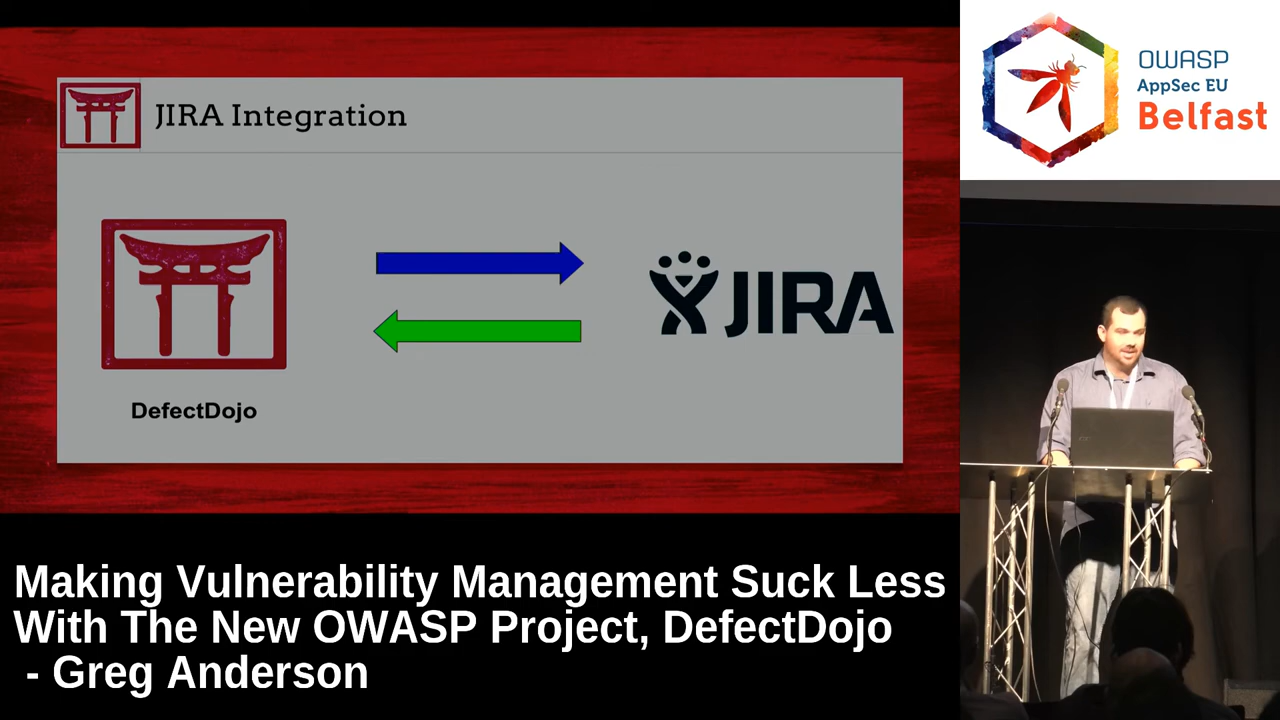 JIRA Integration
DefectDojo
JIRA
OWASP
AppSec EU
Belfast
Making Vulnerability Management Suck Less
With The New OWASP Project, DefectDojo
- Greg Anderson